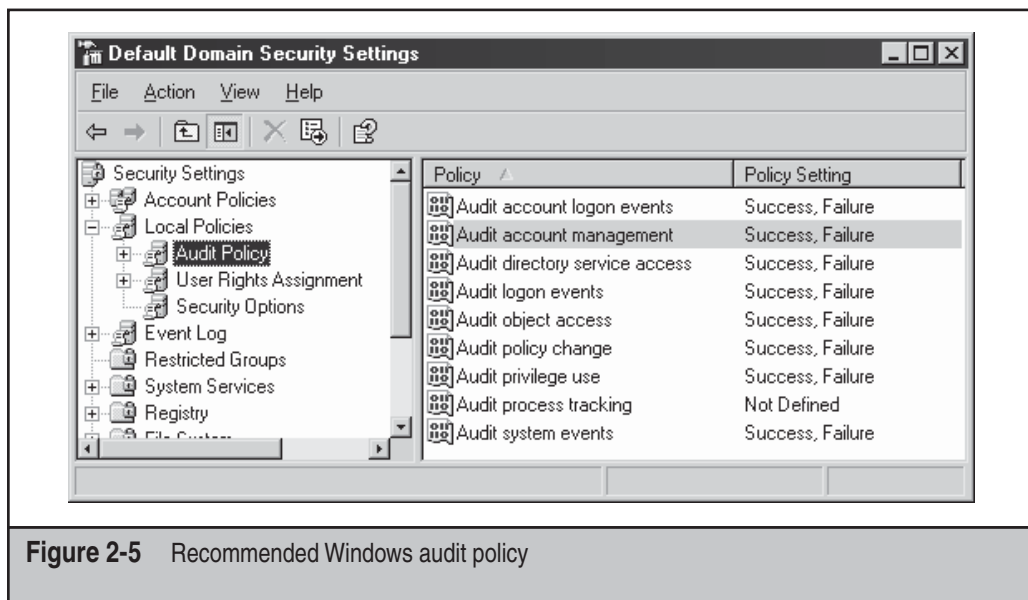 Default Domain Security Settings
File Action View Help
Security Settings
Account Policies
Local Policies
Audit Policy
User Rights Assignment
Security Options
Event Log
Restricted Groups
System Services
Registry
File System
Policy Policy Setting
Audit account logon events Success, Failure
Audit account management Success, Failure
Audit directory service access Success, Failure
Audit logon events Success, Failure
Audit object access Success, Failure
Audit policy change Success, Failure
Audit privilege use Success, Failure
Audit process tracking Not Defined
Audit system events Success, Failure
Figure 2-5 Recommended Windows audit policy